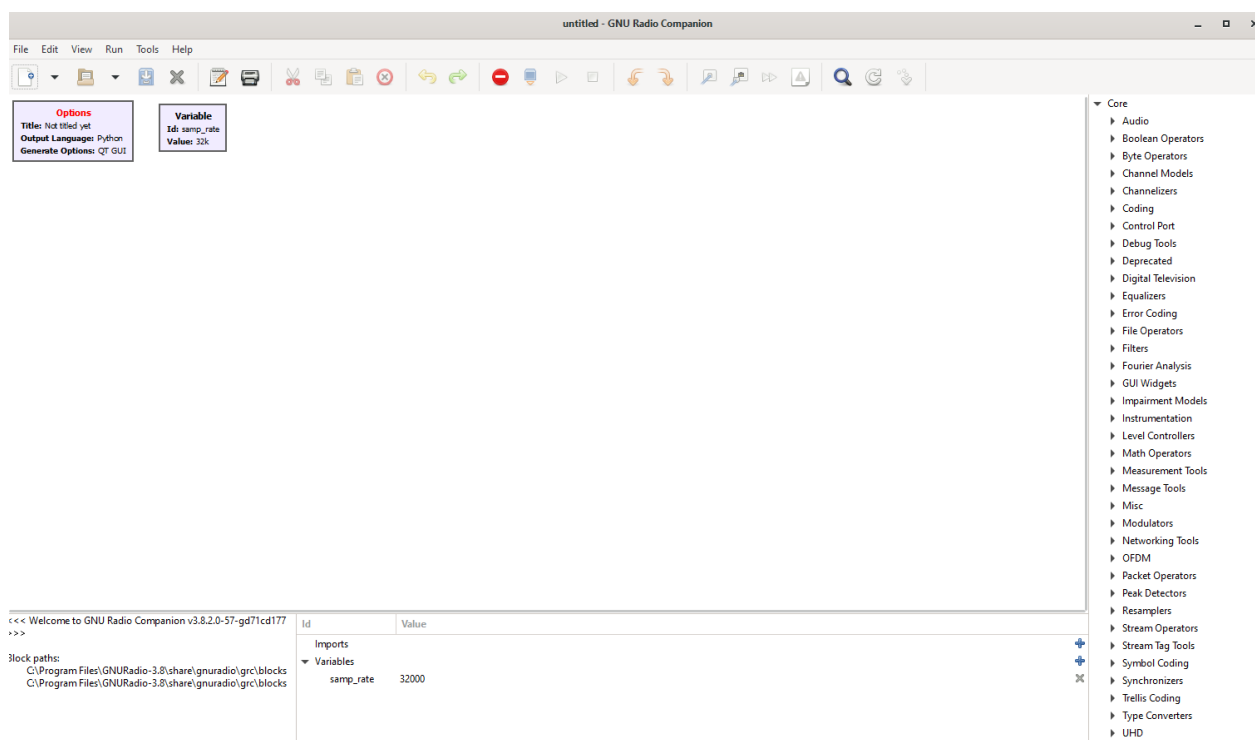 untitled - GNU Radio Companion
File Edit View Run Tools Help
Options
Title: Not titled yet
Output Language: Python
Generate Options: QT GUI
Variable
Id: samp_rate
Value: 32k
Core
Audio
Boolean Operators
Byte Operators
Channel Models
Channelizers
Coding
Control Port
Debug Tools
Deprecated
Digital Television
Equalizers
Error Coding
File Operators
Filters
Fourier Analysis
GUI Widgets
Impairment Models
Instrumentation
Level Controllers
Math Operators
Measurement Tools
Message Tools
Misc
Modulators
Networking Tools
OFDM
Packet Operators
Peak Detectors
Resamplers
Stream Operators
Stream Tag Tools
Symbol Coding
Synchronizers
Trellis Coding
Type Converters
UHD
<<< Welcome to GNU Radio Companion v3.8.2.0-57-gd71cd177
>>>
Block paths:
C:\Program Files\GNURadio-3.8\share\gnuradio\grc\blocks
C:\Program Files\GNURadio-3.8\share\gnuradio\grc\blocks
Id Value
Imports
Variables
samp_rate 32000